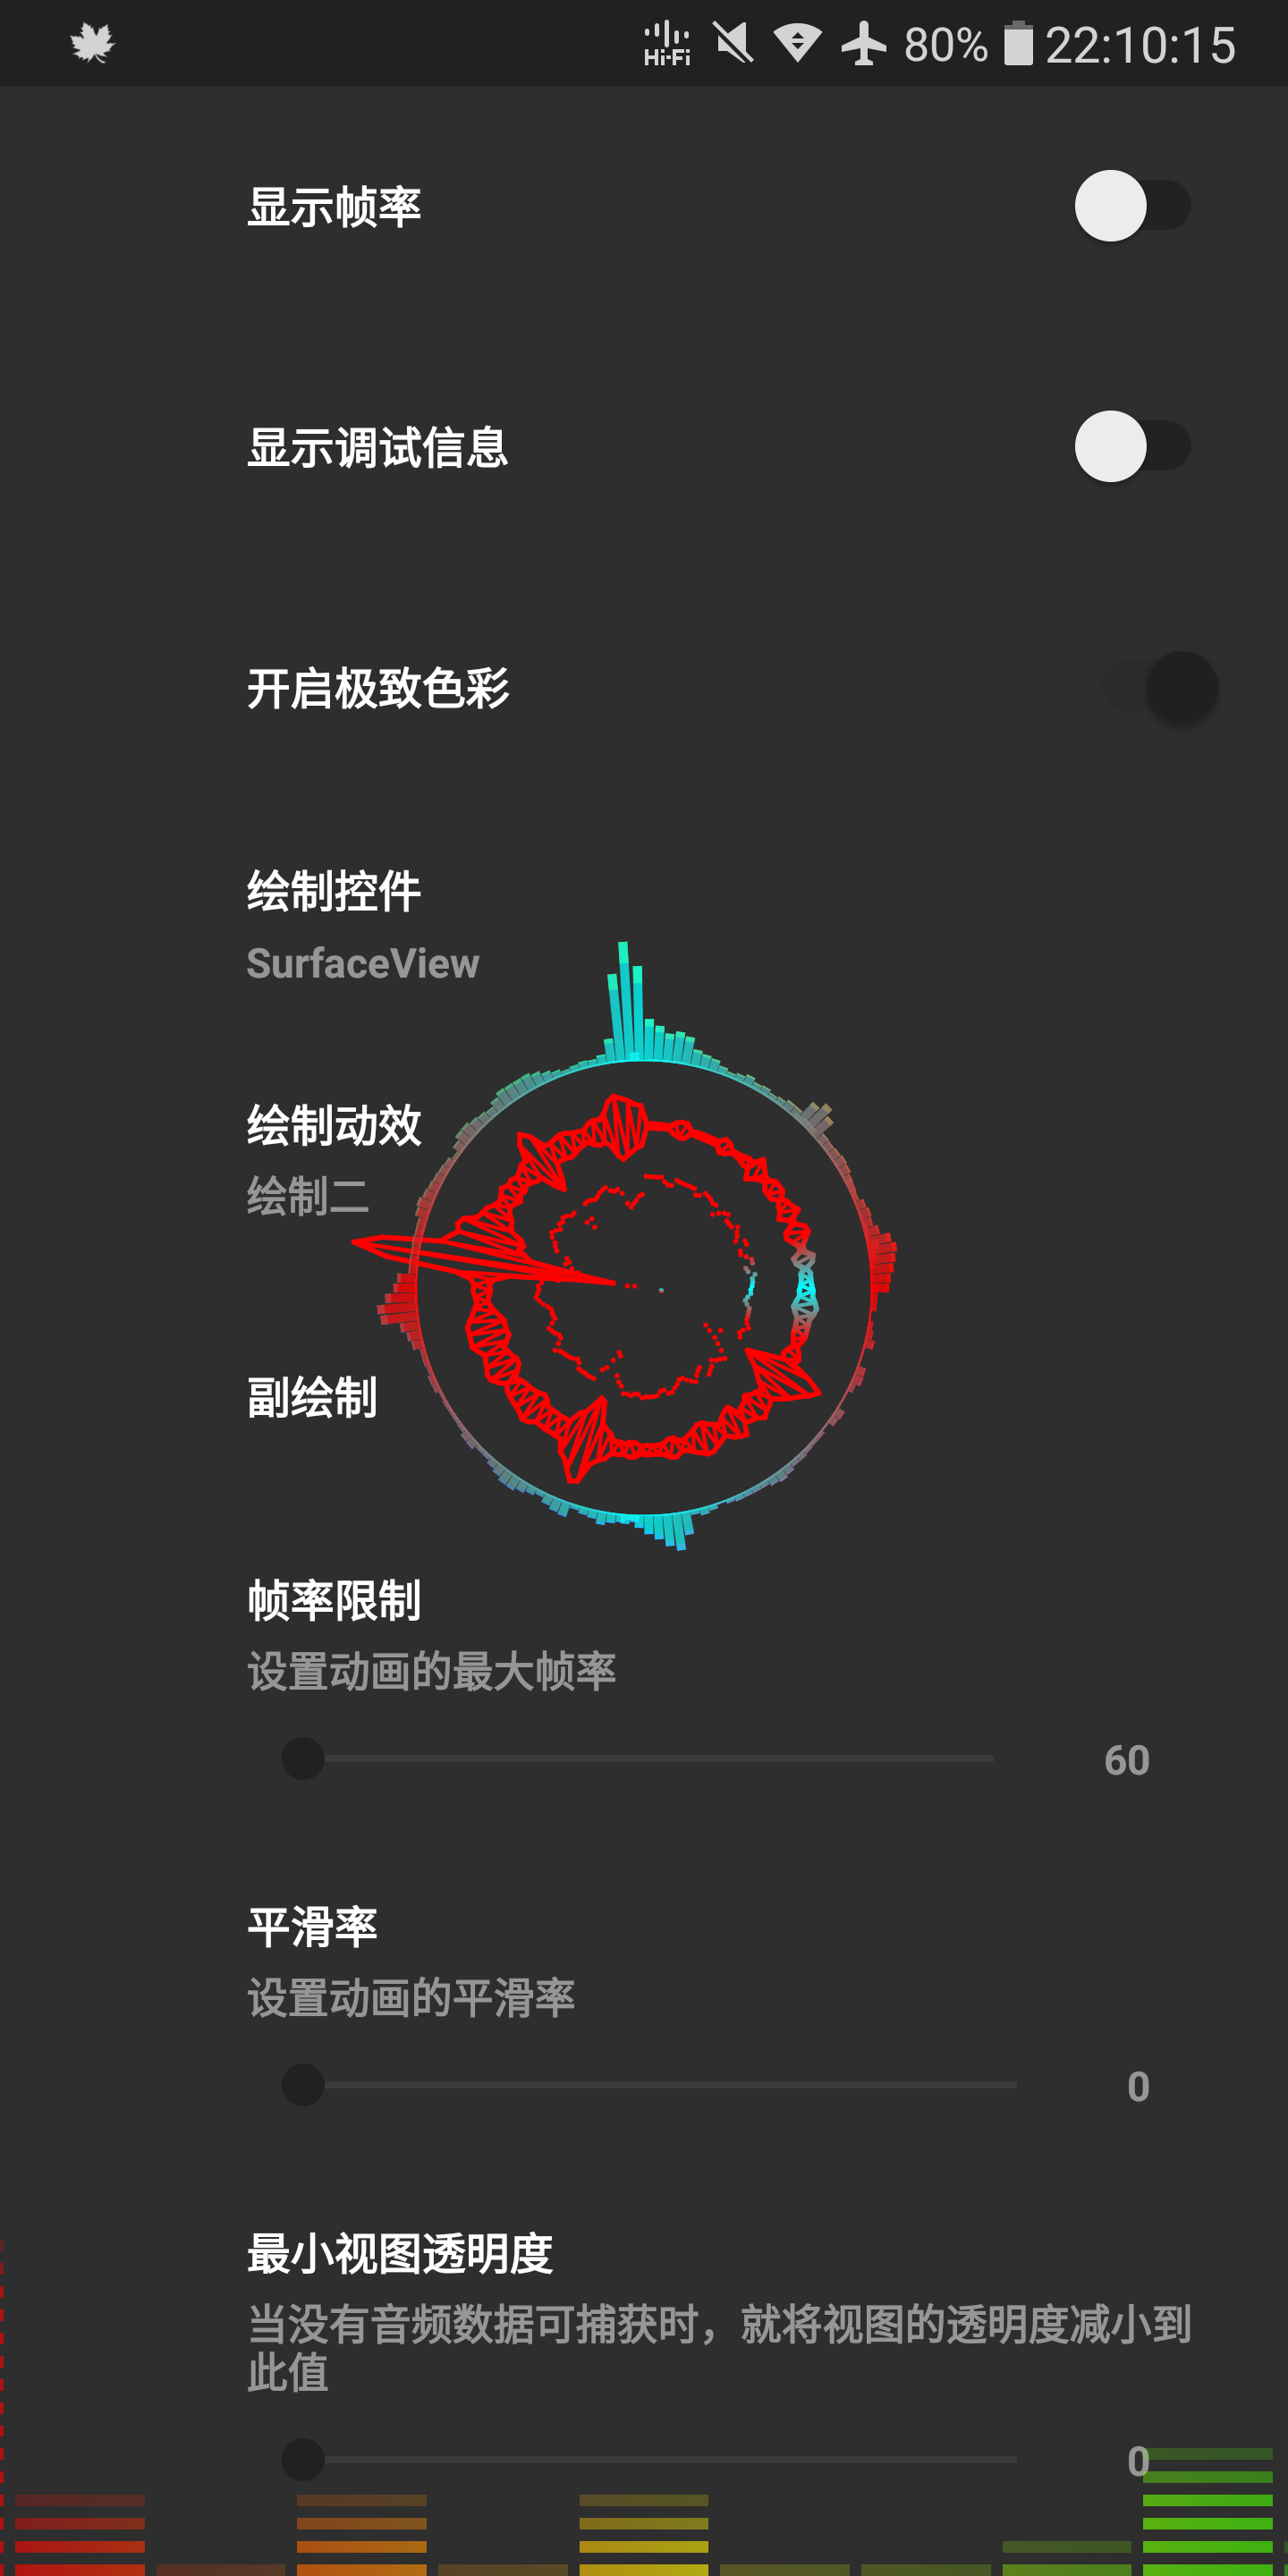 Hi-Fi 80% 22:10:15
显示帧率
显示调试信息
开启极致色彩
绘制控件
SurfaceView
绘制动效
绘制二
副绘制
帧率限制
设置动画的最大帧率
60
平滑率
设置动画的平滑率
0
最小视图透明度
当没有音频数据可捕获时，就将视图的透明度减小到
此值
0